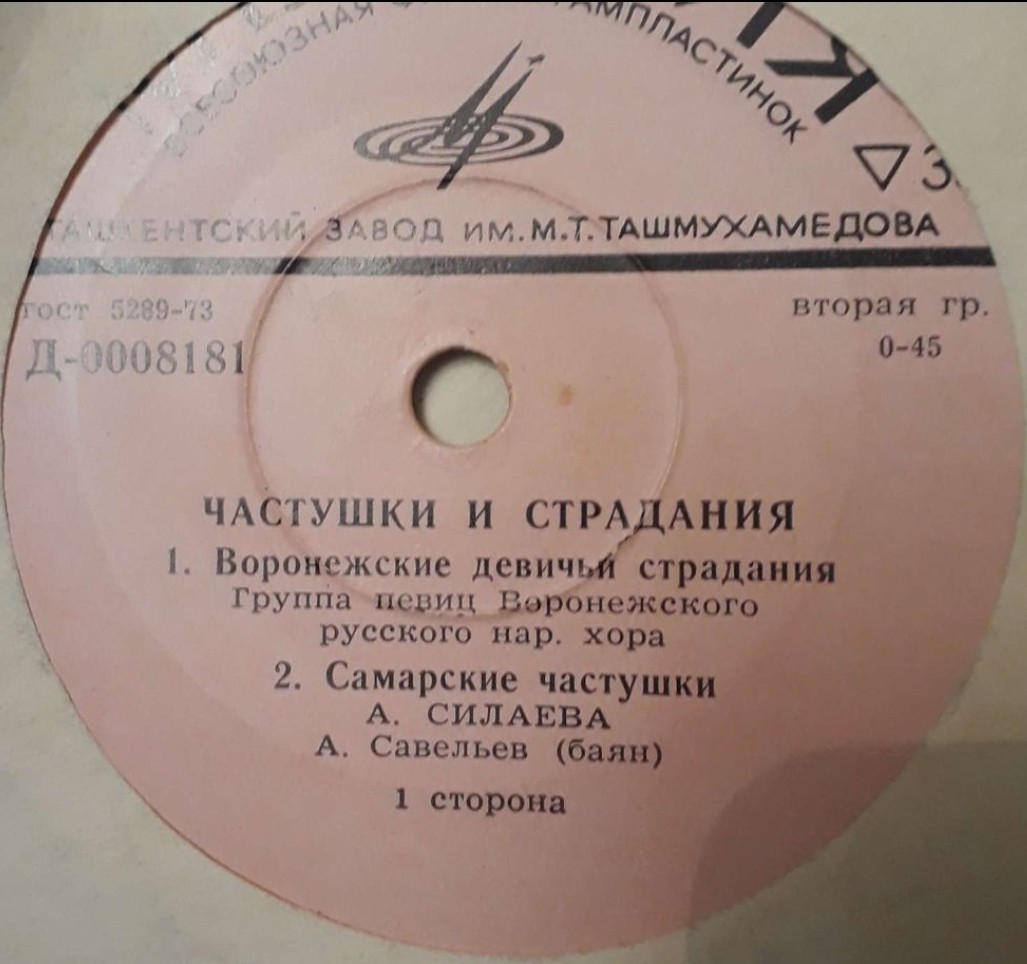 ВСЕСОЮЗНАЯ
ГРАМПЛАСТИНОК
ТАШКЕНТСКИЙ ЗАВОД ИМ. М.Т. ТАШМУХАМЕДОВА
гост 5289-73
вторая гр.
Д-0008181
0-45
ЧАСТУШКИ И СТРАДАНИЯ
1. Воронежские девичьи страдания
Группа певиц Воронежского
русского нар. хора
2. Самарские частушки
А. СИЛАЕВА
А. Савельев (баян)
1 сторона